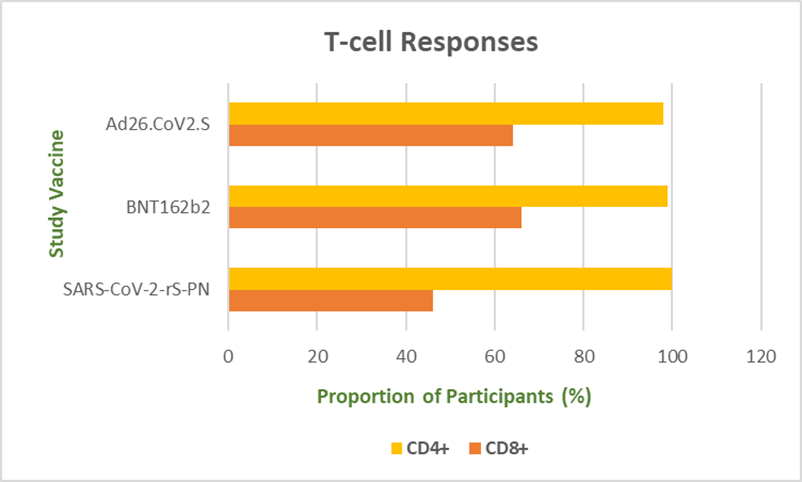 T-cell Responses
Study Vaccine
Ad26.CoV2.S
BNT162b2
SARS-CoV-2-rS-PN
0 20 40 60 80 100 120
Proportion of Participants (%)
CD4+ CD8+